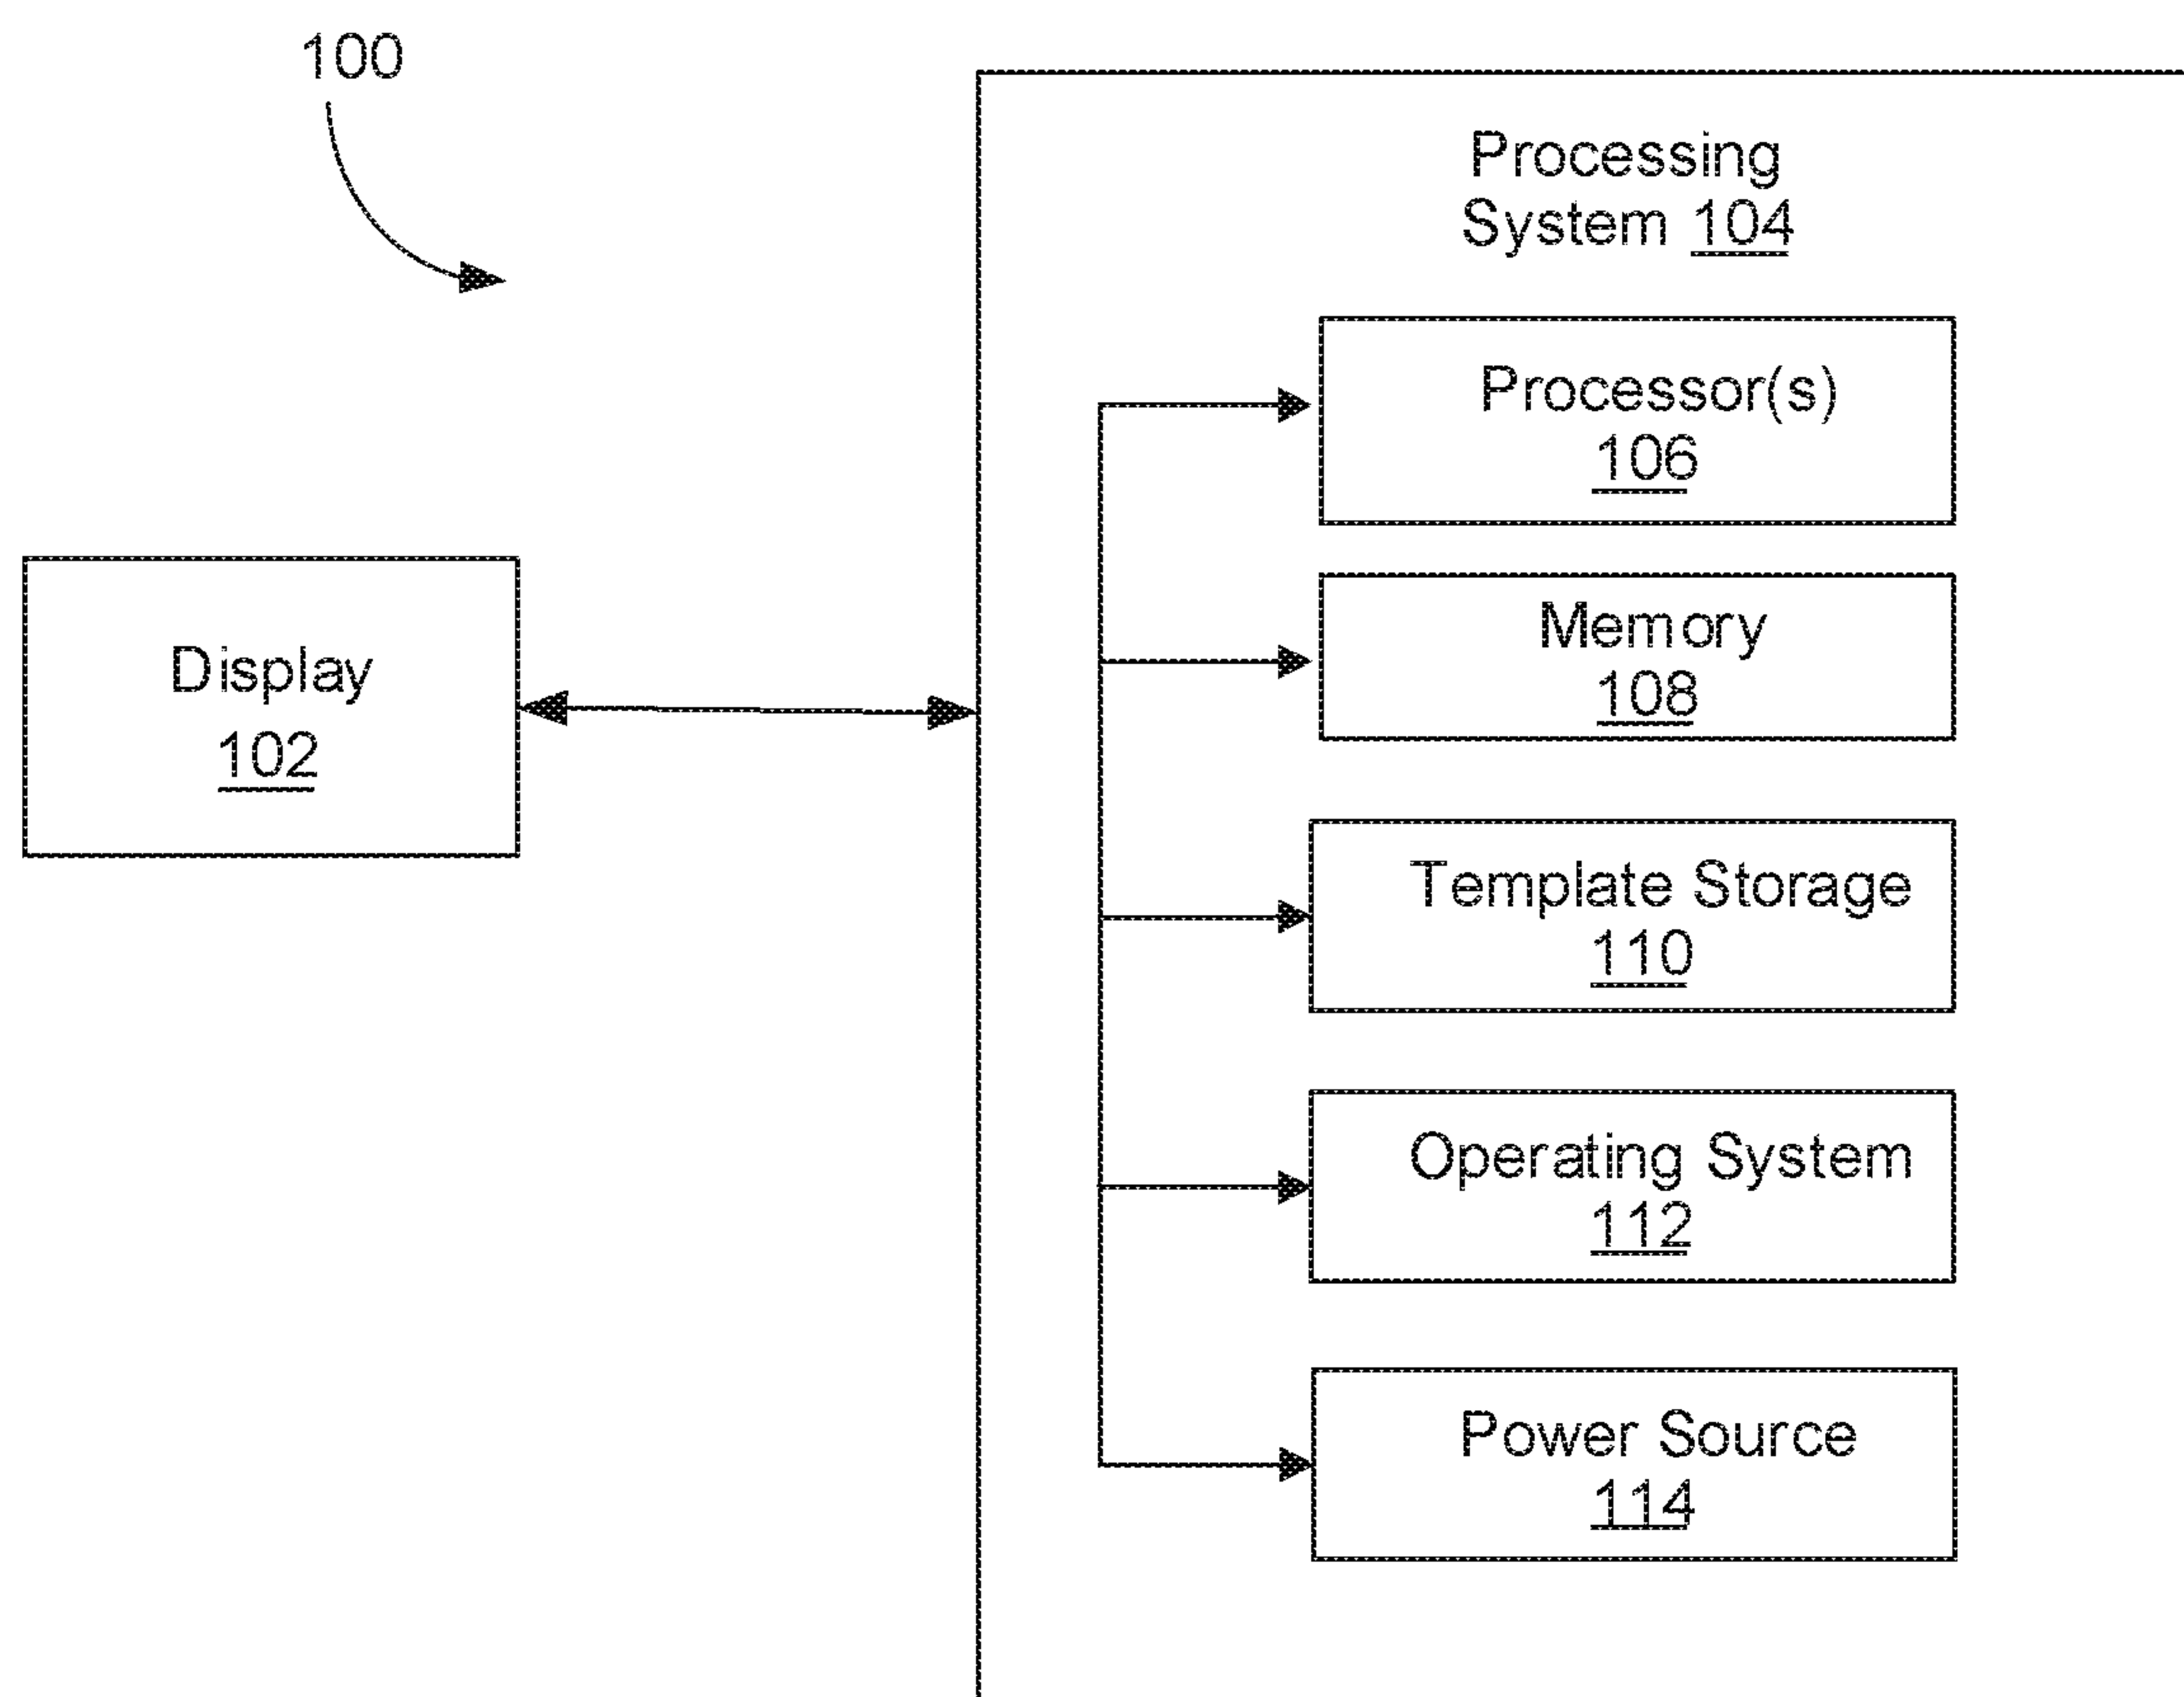 100
Processing
System 104
Processor(s)
106
Memory
108
Display
102
Template Storage
110
Operating System
112
Power Source
114